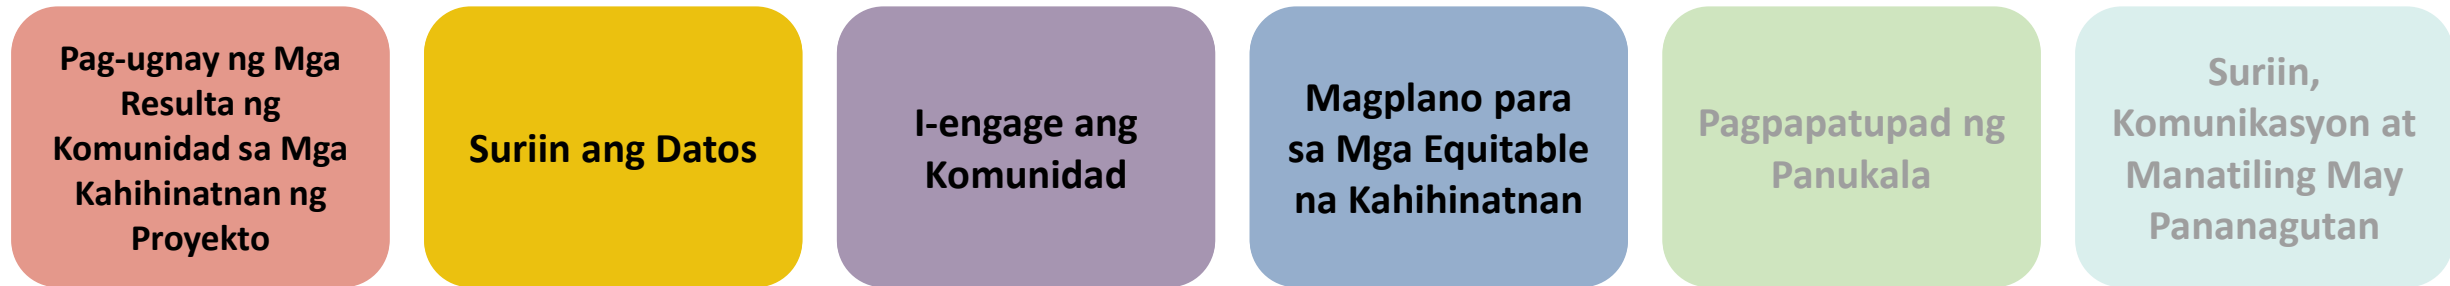 Pag-ugnay ng Mga
Resulta ng
Komunidad sa Mga
Kahihinatnan ng
Proyekto
Suriin ang Datos
I-engage ang
Komunidad
Magplano para
sa Mga Equitable
na Kahihinatnan
Pagpapatupad ng
Panukala
Suriin,
Komunikasyon at
Manatiling May
Pananagutan